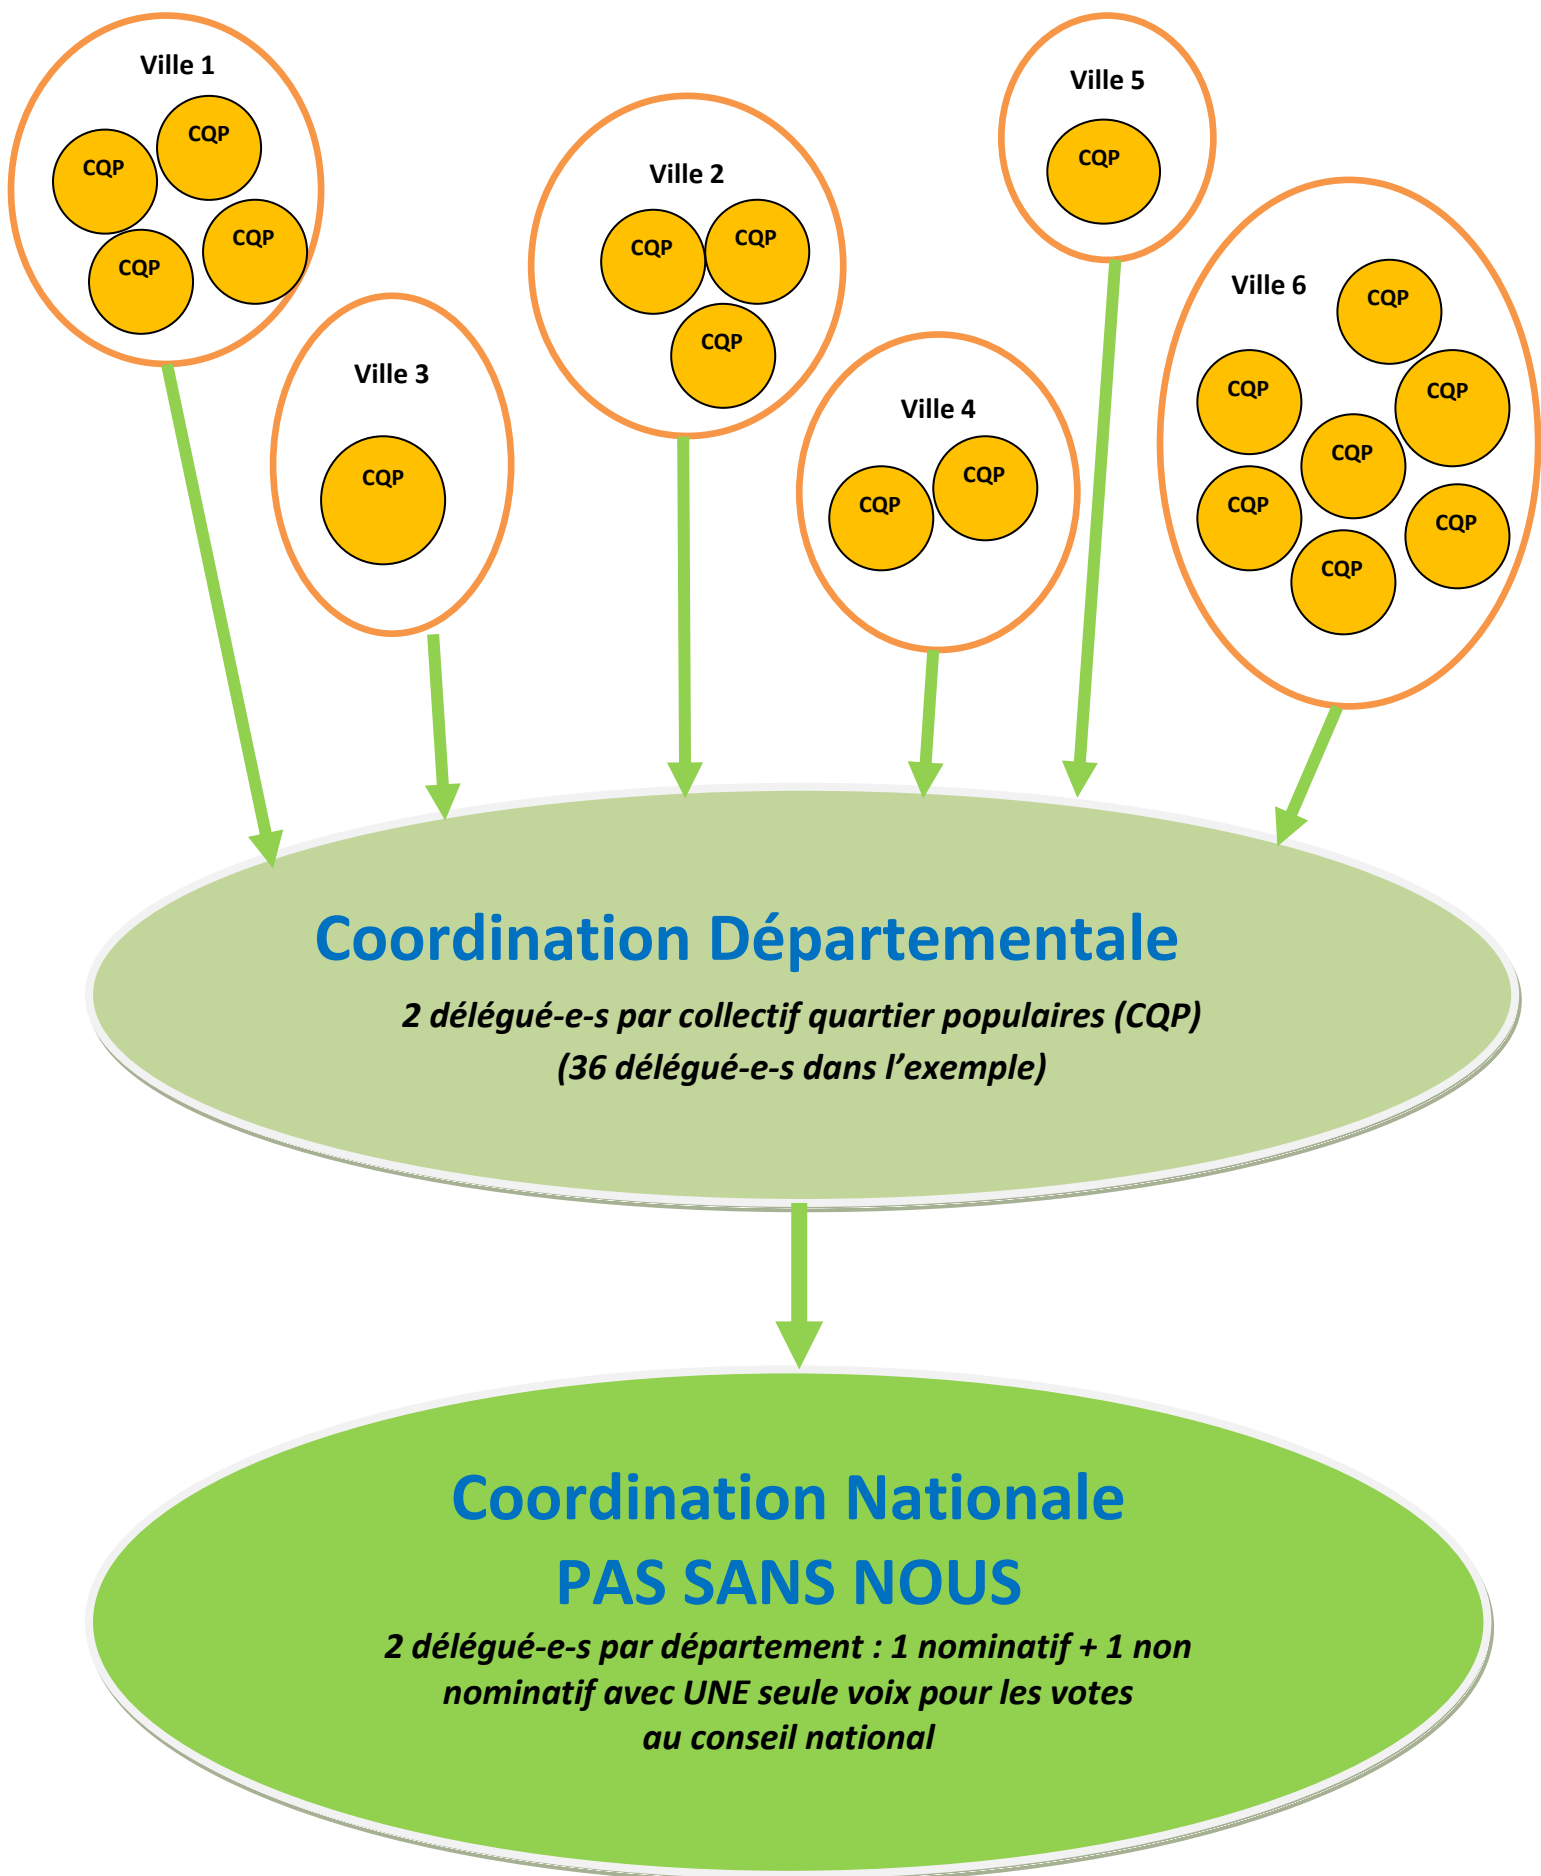 Ville 1
CQP
CQP
CQP
CQP
Ville 2
CQP
CQP
CQP
Ville 3
CQP
Ville 4
CQP
CQP
Ville 5
CQP
Ville 6
CQP
CQP
CQP
CQP
CQP
CQP
CQP
Coordination Départementale
2 délégué-e-s par collectif quartier populaires (CQP)
(36 délégué-e-s dans l’exemple)
Coordination Nationale
PAS SANS NOUS
2 délégué-e-s par département : 1 nominatif + 1 non
nominatif avec UNE seule voix pour les votes
au conseil national